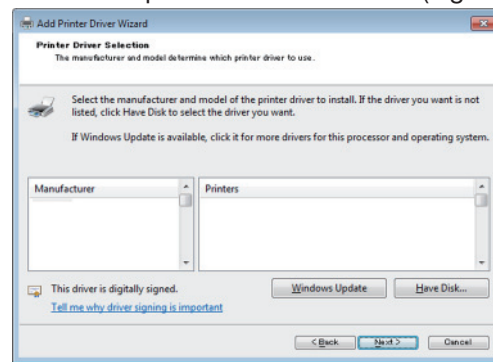 Add Printer Driver Wizard
Printer Driver Selection
The manufacturer and model determine which printer driver to use.
Select the manufacturer and model of the printer driver to install. If the driver you want is not
listed, click Have Disk to select the driver you want.
If Windows Update is available, click it for more drivers for this processor and operating system.
Manufacturer
Printers
This driver is digitally signed.
Windows Update
Have Disk...
Tell me why driver signing is important
< Back
Next >
Cancel